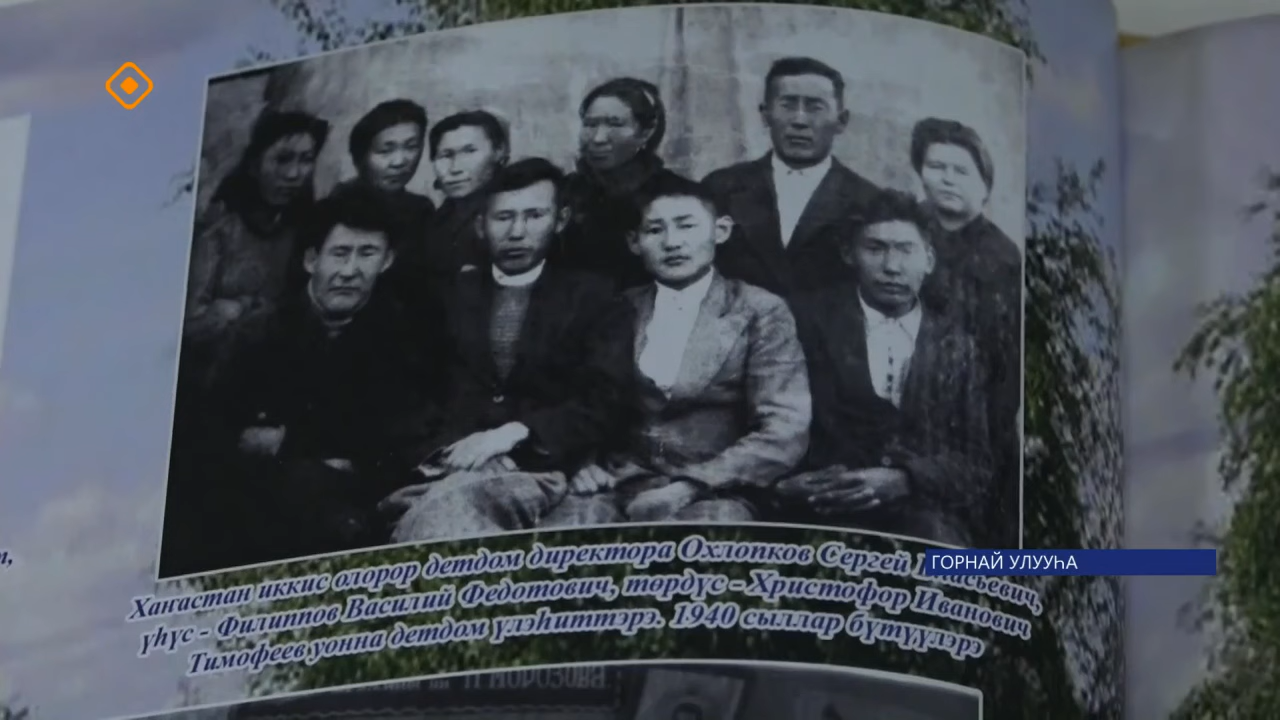 Хаҥастан иккис олорор детдом директора Охлопков Сергей
үһүс - Филиппов Василий Федотович, төрдүс - Христофор Иванович
Тимофеев уонна детдом үлэһиттэрэ. 1940 сыллар бүтүүлэрэ
ГОРНАЙ УЛУУҺА
МОРОЗОВА